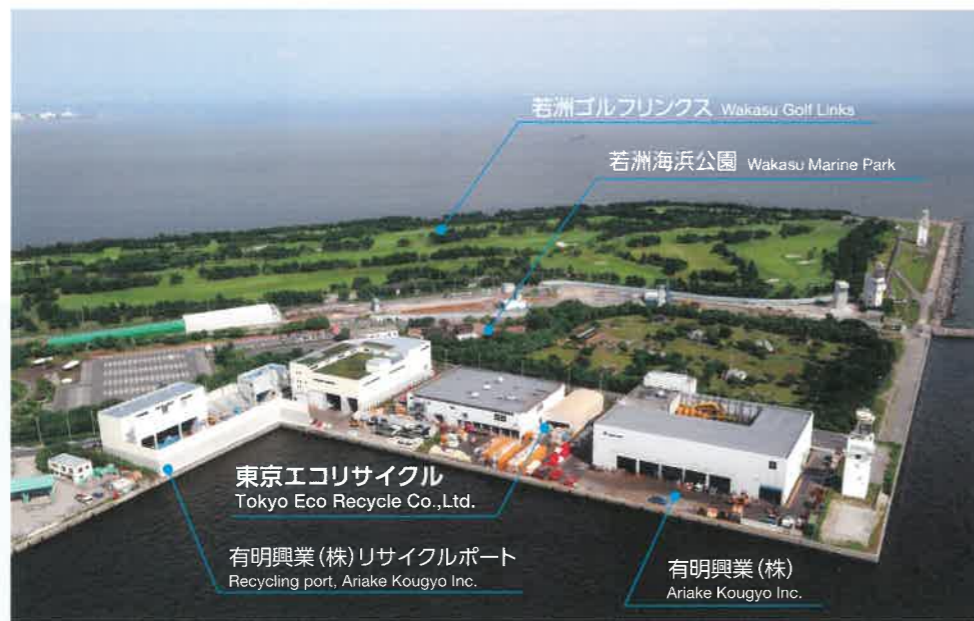 若洲ゴルフリンクス Wakasu Golf Links
若洲海浜公園 Wakasu Marine Park
東京エコリサイクル
Tokyo Eco Recycle Co.,Ltd.
有明興業(株)リサイクルポート
Recycling port, Ariake Kougyo Inc.
有明興業(株)
Ariake Kougyo Inc.